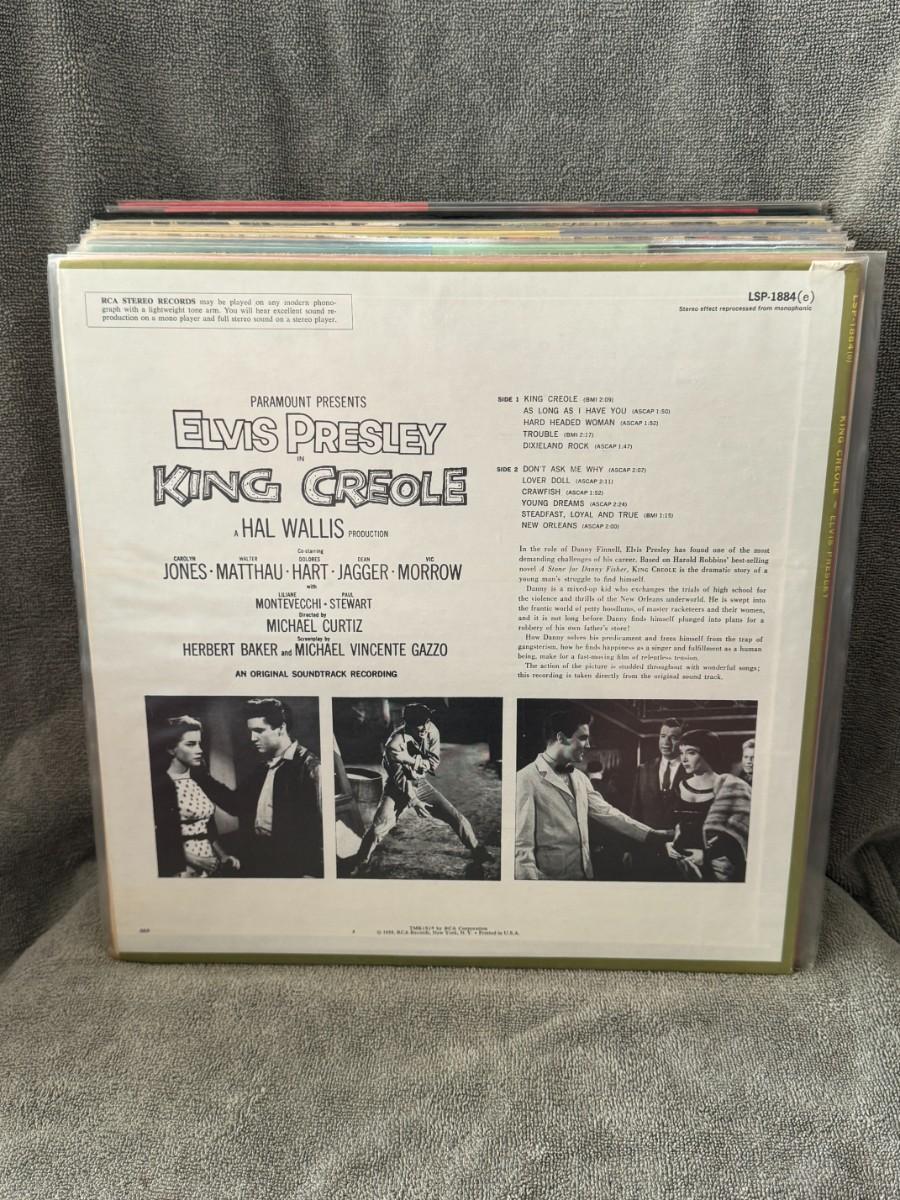 RCA STEREO RECORDS may be played on any modern phono-
graph with a lightweight tone arm. You will hear excellent sound re-
production on a mono player and full stereo sound on a stereo player.
LSP-1884(e)
Stereo effect reprocessed from monophonic
PARAMOUNT PRESENTS
ELVIS PRESLEY
IN
KING CREOLE
A HAL WALLIS PRODUCTION
Co-starring
CAROLYN JONES · WALTER MATTHAU · DOLORES HART · DEAN JAGGER · VIC MORROW
with
LILIANE MONTEVECCHI · PAUL STEWART
Directed by
MICHAEL CURTIZ
Screenplay by
HERBERT BAKER and MICHAEL VINCENTE GAZZO
AN ORIGINAL SOUNDTRACK RECORDING
SIDE 1 KING CREOLE (BMI 2:09)
AS LONG AS I HAVE YOU (ASCAP 1:50)
HARD HEADED WOMAN (ASCAP 1:52)
TROUBLE (BMI 2:17)
DIXIELAND ROCK (ASCAP 1:47)
SIDE 2 DON'T ASK ME WHY (ASCAP 2:07)
LOVER DOLL (ASCAP 2:11)
CRAWFISH (ASCAP 1:52)
YOUNG DREAMS (ASCAP 2:24)
STEADFAST, LOYAL AND TRUE (BMI 1:15)
NEW ORLEANS (ASCAP 2:00)
In the role of Danny Finnell, Elvis Presley has found one of the most
demanding challenges of his career. Based on Harold Robbins' best-selling
novel A Stone for Danny Fisher, KING CREOLE is the dramatic story of a
young man's struggle to find himself.
Danny is a mixed-up kid who exchanges the trials of high school for
the violence and thrills of the New Orleans underworld. He is swept into
the frantic world of petty hoodlums, of master racketeers and their women,
and it is not long before Danny finds himself plunged into plans for a
robbery of his own father's store!
How Danny solves his predicament and frees himself from the trap of
gangsterism, how he finds happiness as a singer and fulfillment as a human
being, make for a fast-moving film of relentless tension.
The action of the picture is studded throughout with wonderful songs;
this recording is taken directly from the original sound track.
TMK(s)® by RCA Corporation
© 1958, RCA Records, New York, N. Y. • Printed in U.S.A.
LSP-1884(e)
KING CREOLE — ELVIS PRESLEY